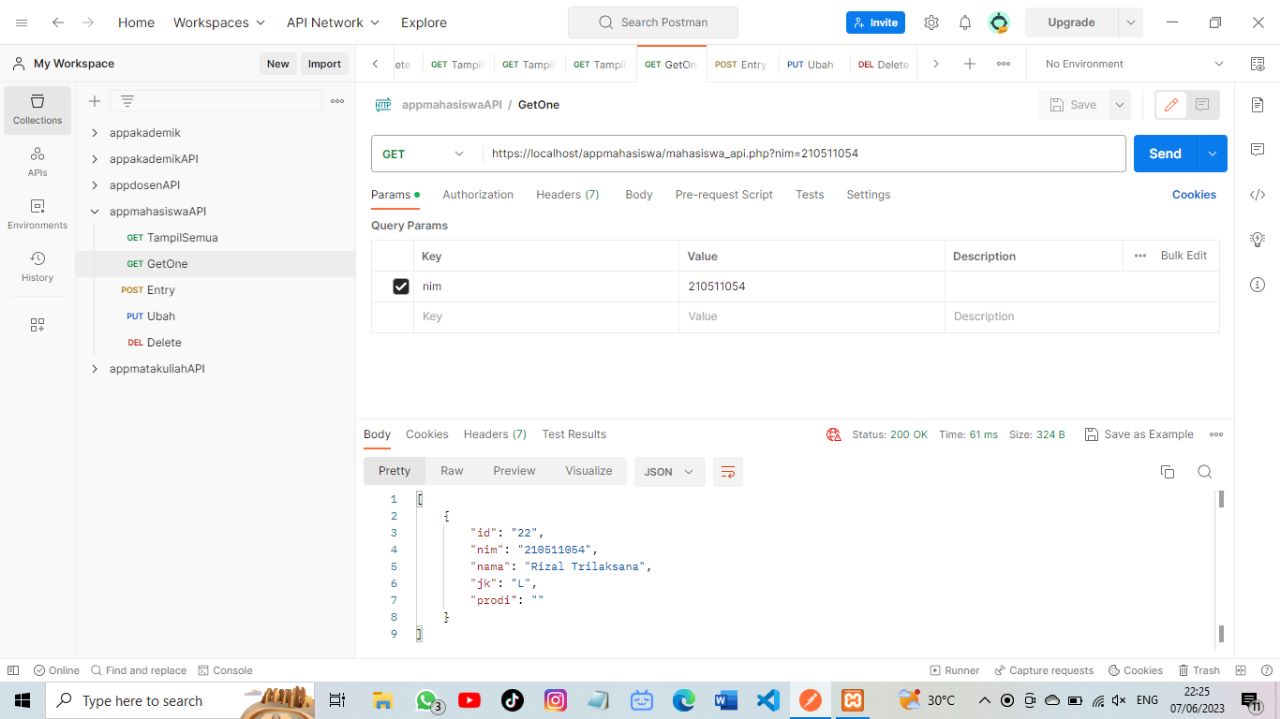 Home Workspaces API Network Explore Search Postman Invite Upgrade
My Workspace New Import
GET Tampil GET Tampil GET Tampil GET GetOn POST Entry PUT Ubah DEL Delete No Environment
Collections
APIs
Environments
History
appakademik
appakademikAPI
appdosenAPI
appmahasiswaAPI
GET TampilSemua
GET GetOne
POST Entry
PUT Ubah
DEL Delete
appmatakuliahAPI
HTTP appmahasiswaAPI / GetOne Save
GET https://localhost/appmahasiswa/mahasiswa_api.php?nim=210511054 Send
Params Authorization Headers (7) Body Pre-request Script Tests Settings Cookies
Query Params
Key Value Description Bulk Edit
nim 210511054
Key Value Description
Body Cookies Headers (7) Test Results Status: 200 OK Time: 61 ms Size: 324 B Save as Example
Pretty Raw Preview Visualize JSON
1 [
2 {
3 "id": "22",
4 "nim": "210511054",
5 "nama": "Rizal Trilaksana",
6 "jk": "L",
7 "prodi": ""
8 }
9 ]
Online Find and replace Console Runner Capture requests Cookies Trash
Type here to search 3 30°C ENG 22:25
07/06/2023 11